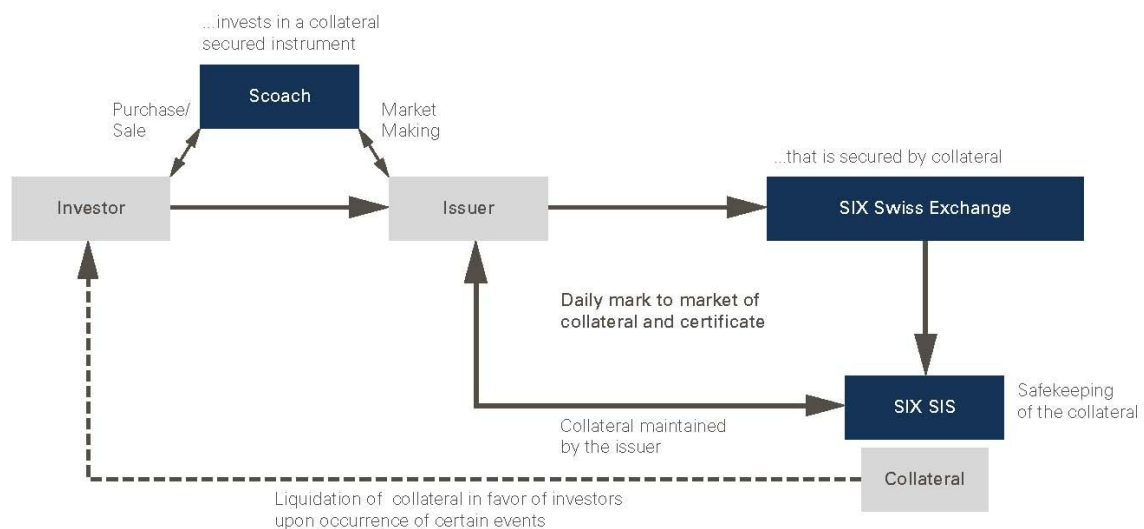 ...invests in a collateral
secured instrument
Scoach
Purchase/
Sale
Market
Making
...that is secured by collateral
Investor
Issuer
SIX Swiss Exchange
Daily mark to market of
collateral and certificate
SIX SIS
Safekeeping
of the collateral
Collateral maintained
by the issuer
Collateral
Liquidation of collateral in favor of investors
upon occurrence of certain events